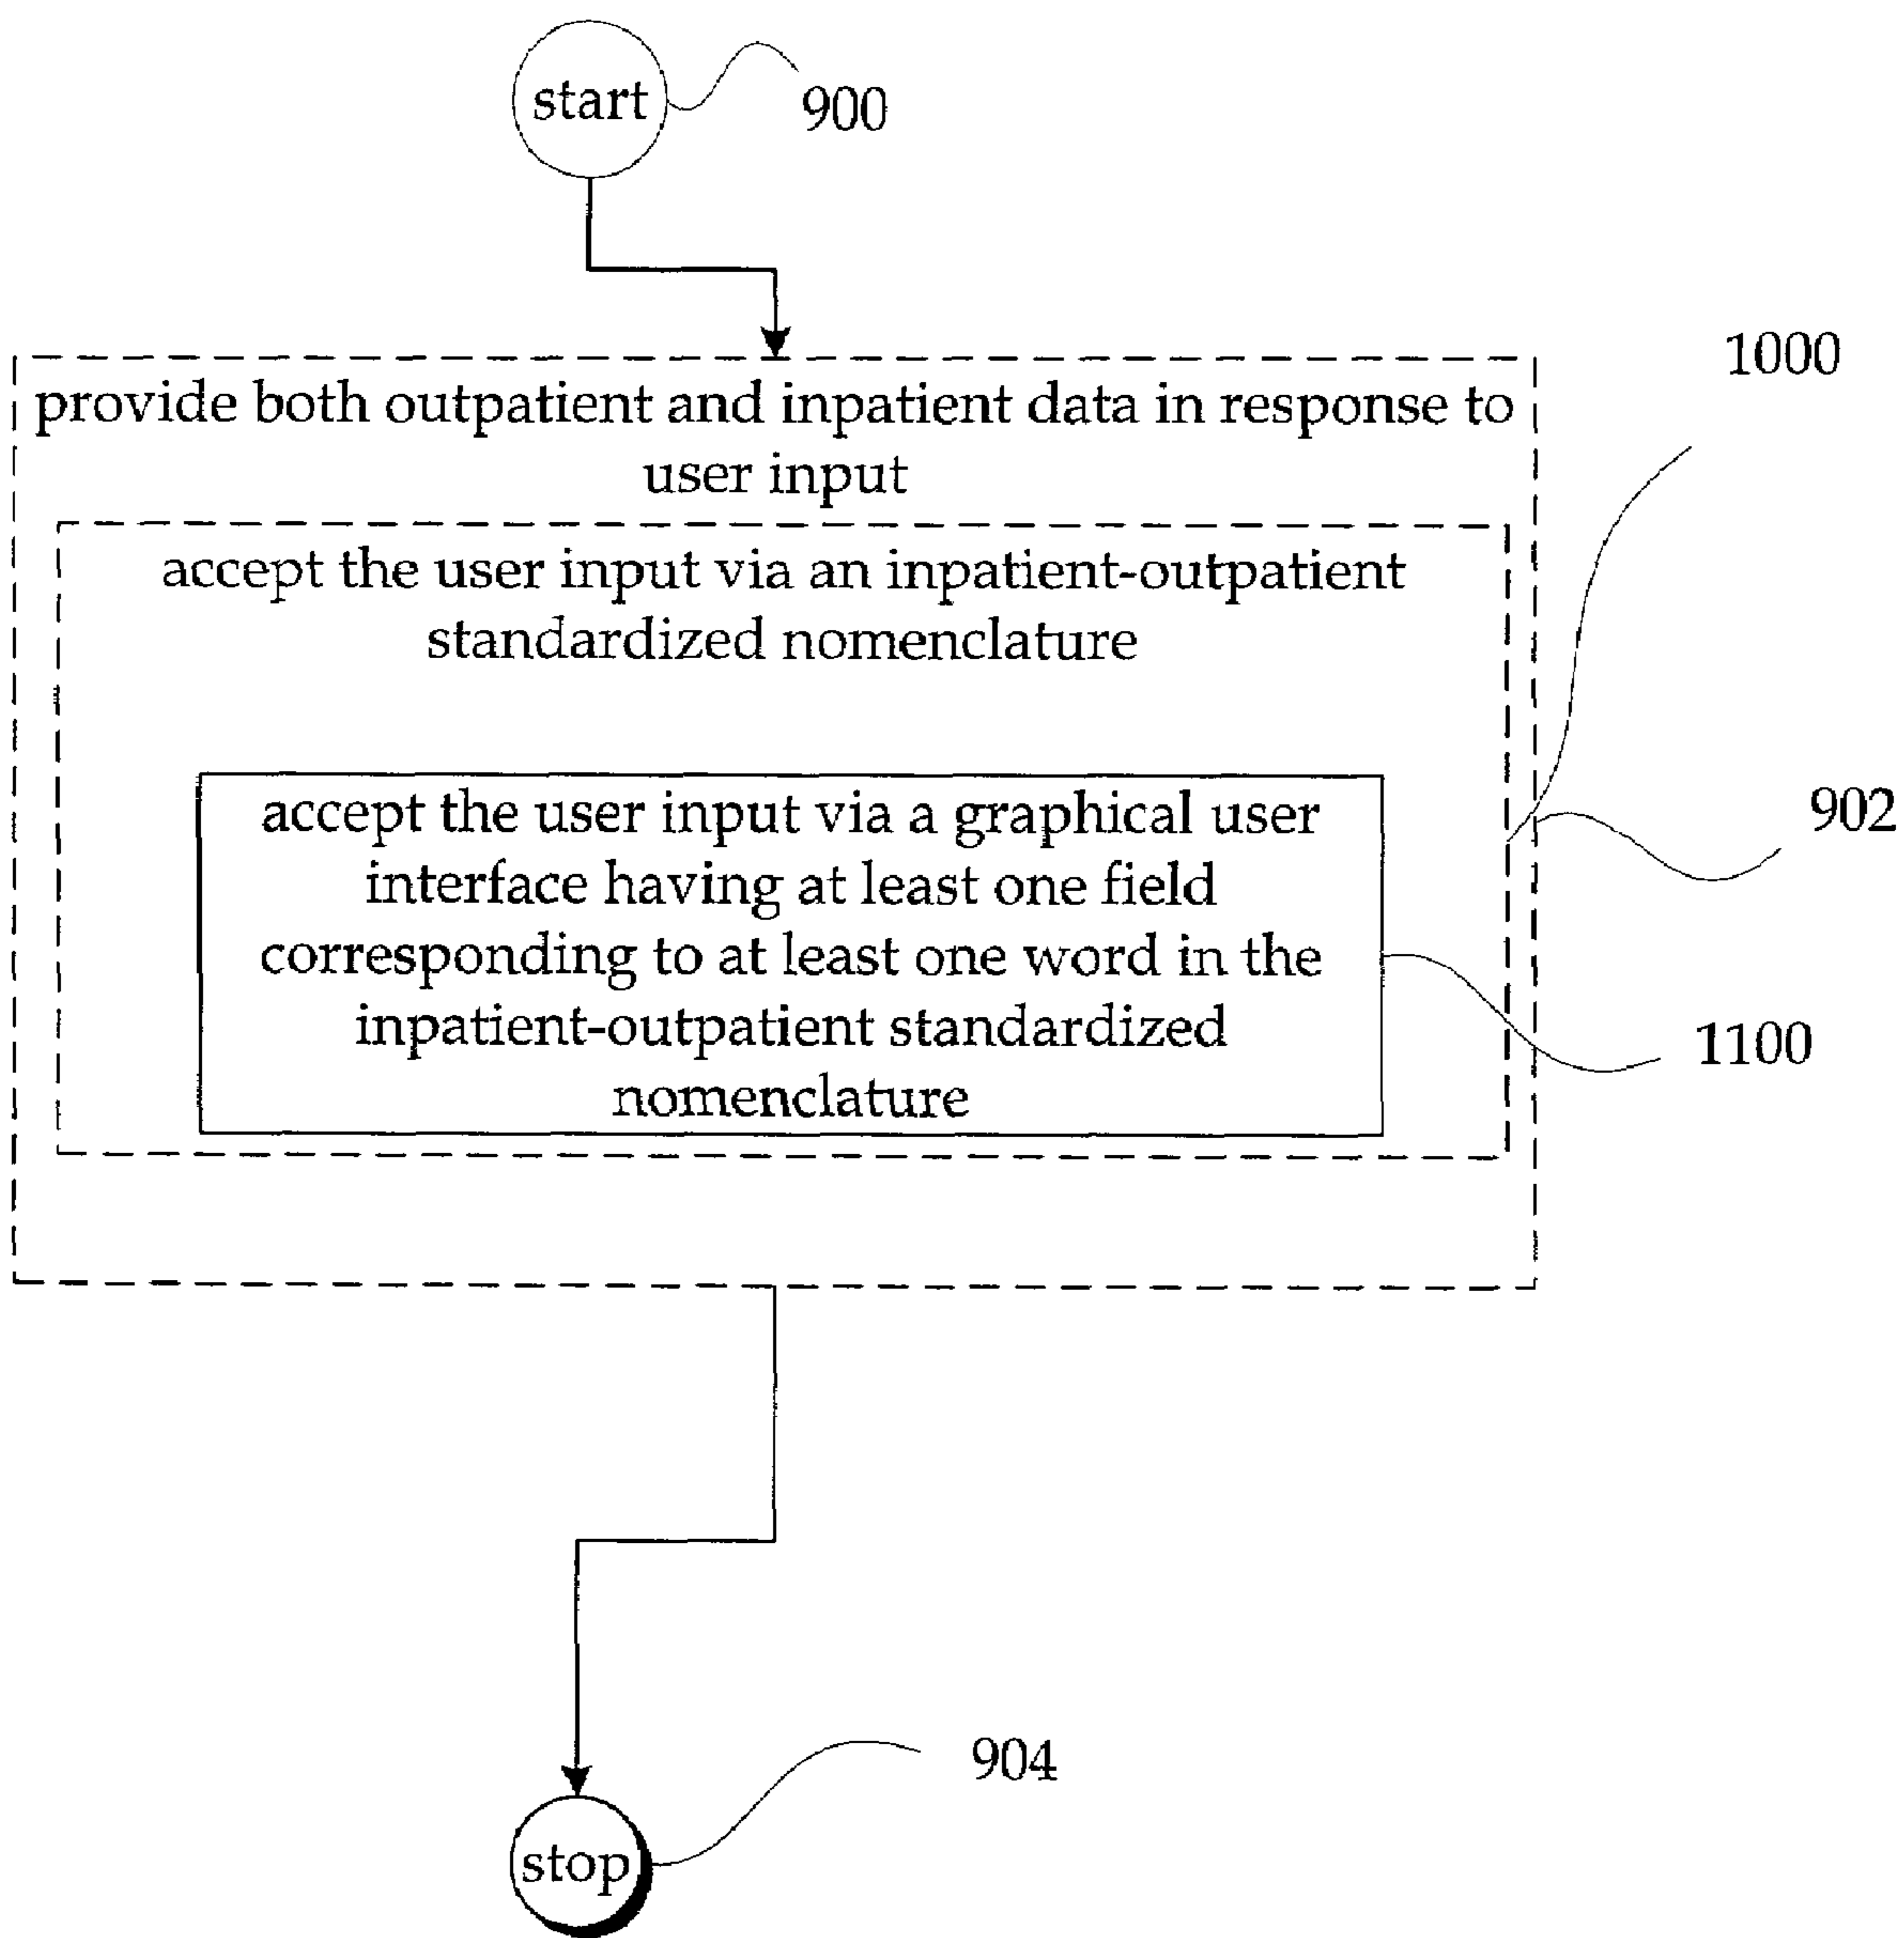 start
900
1000
provide both outpatient and inpatient data in response to
user input
accept the user input via an inpatient-outpatient
standardized nomenclature
accept the user input via a graphical user
interface having at least one field
corresponding to at least one word in the
inpatient-outpatient standardized
nomenclature
902
1100
904
stop